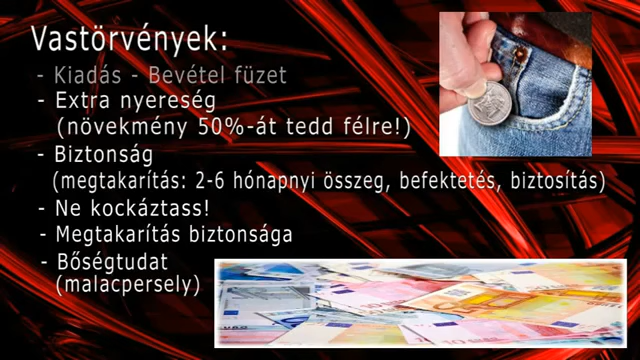 Vastörvények:
- Kiadás - Bevétel füzet
- Extra nyereség
(növekmény 50%-át tedd félre!)
- Biztonság
(megtakarítás: 2-6 hónapnyi összeg, befektetés, biztosítás)
- Ne kockáztass!
- Megtakarítás biztonsága
- Bőségtudat
(malacpersely)